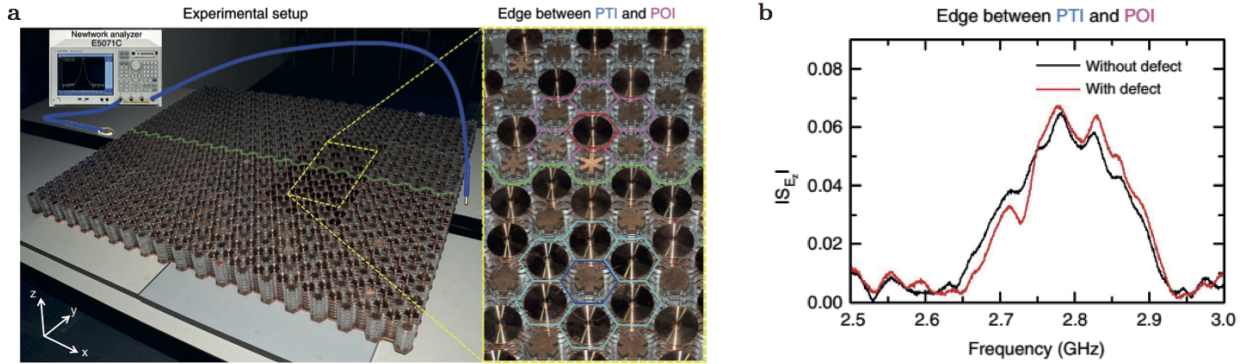 a
Experimental setup
Edge between PTI and POI
Newtwork analyzer
E5071C
z
y
x
b
Edge between PTI and POI
Without defect
With defect
|S_{E_z}|
0.08
0.06
0.04
0.02
0.00
2.5 2.6 2.7 2.8 2.9 3.0
Frequency (GHz)